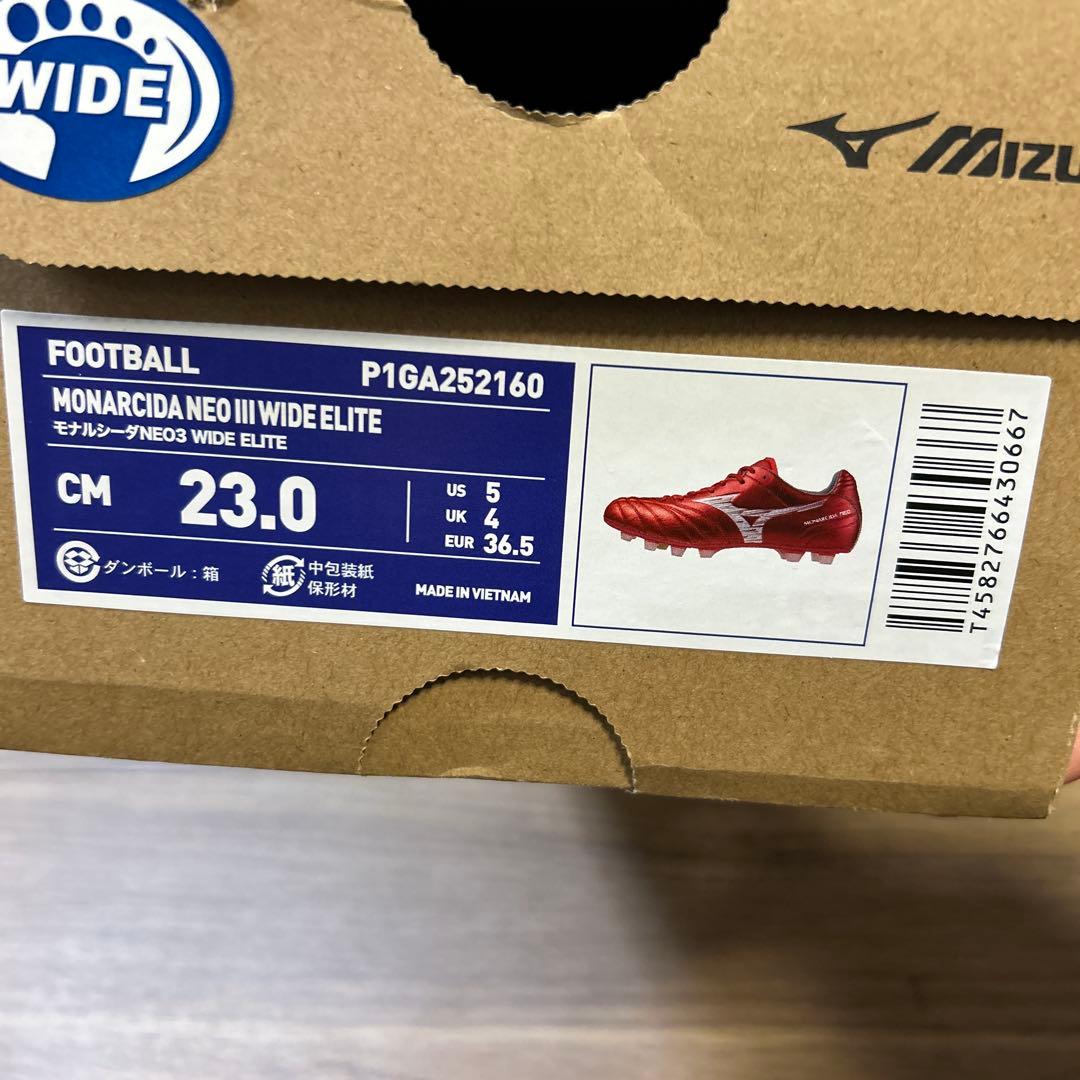 WIDE
MIZU
FOOTBALL
P1GA252160
MONARCIDA NEO III WIDE ELITE
モナルシーダNEO3 WIDE ELITE
CM 23.0
US 5
UK 4
EUR 36.5
ダンボール：箱
紙 中包装紙
保形材
MADE IN VIETNAM
MONARCIDA NEO
T4582766430667